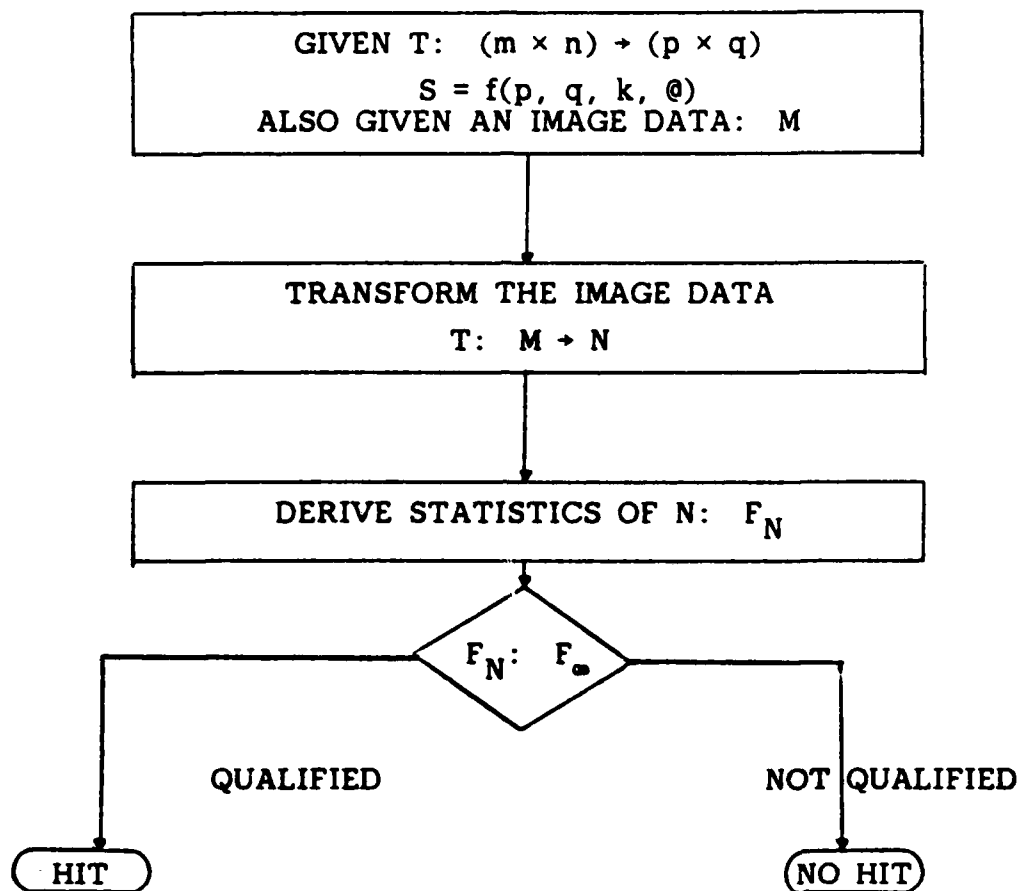 GIVEN T: (m × n) → (p × q)
S = f(p, q, k, @)
ALSO GIVEN AN IMAGE DATA: M
TRANSFORM THE IMAGE DATA
T: M → N
DERIVE STATISTICS OF N: F_N
F_N: F_∞
QUALIFIED
NOT QUALIFIED
HIT
NO HIT